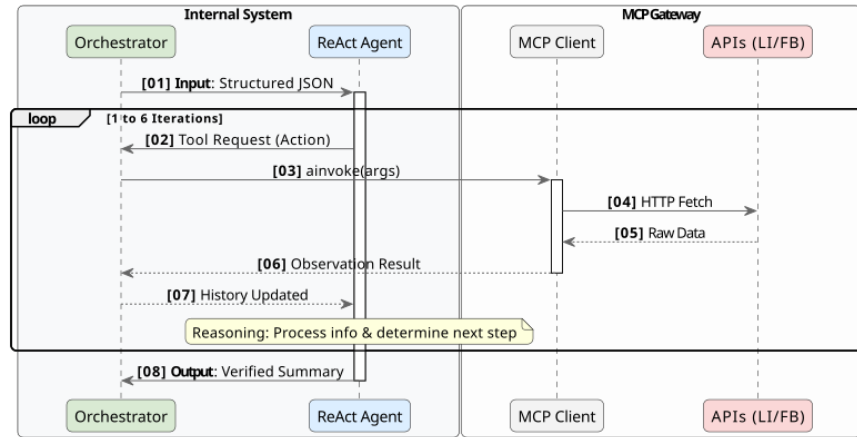 Internal System
MCP Gateway
Orchestrator
ReAct Agent
MCP Client
APIs (LI/FB)
[01] Input: Structured JSON
loop
[1 to 6 Iterations]
[02] Tool Request (Action)
[03] ainvoke(args)
[04] HTTP Fetch
[05] Raw Data
[06] Observation Result
[07] History Updated
Reasoning: Process info & determine next step
[08] Output: Verified Summary
Orchestrator
ReAct Agent
MCP Client
APIs (LI/FB)